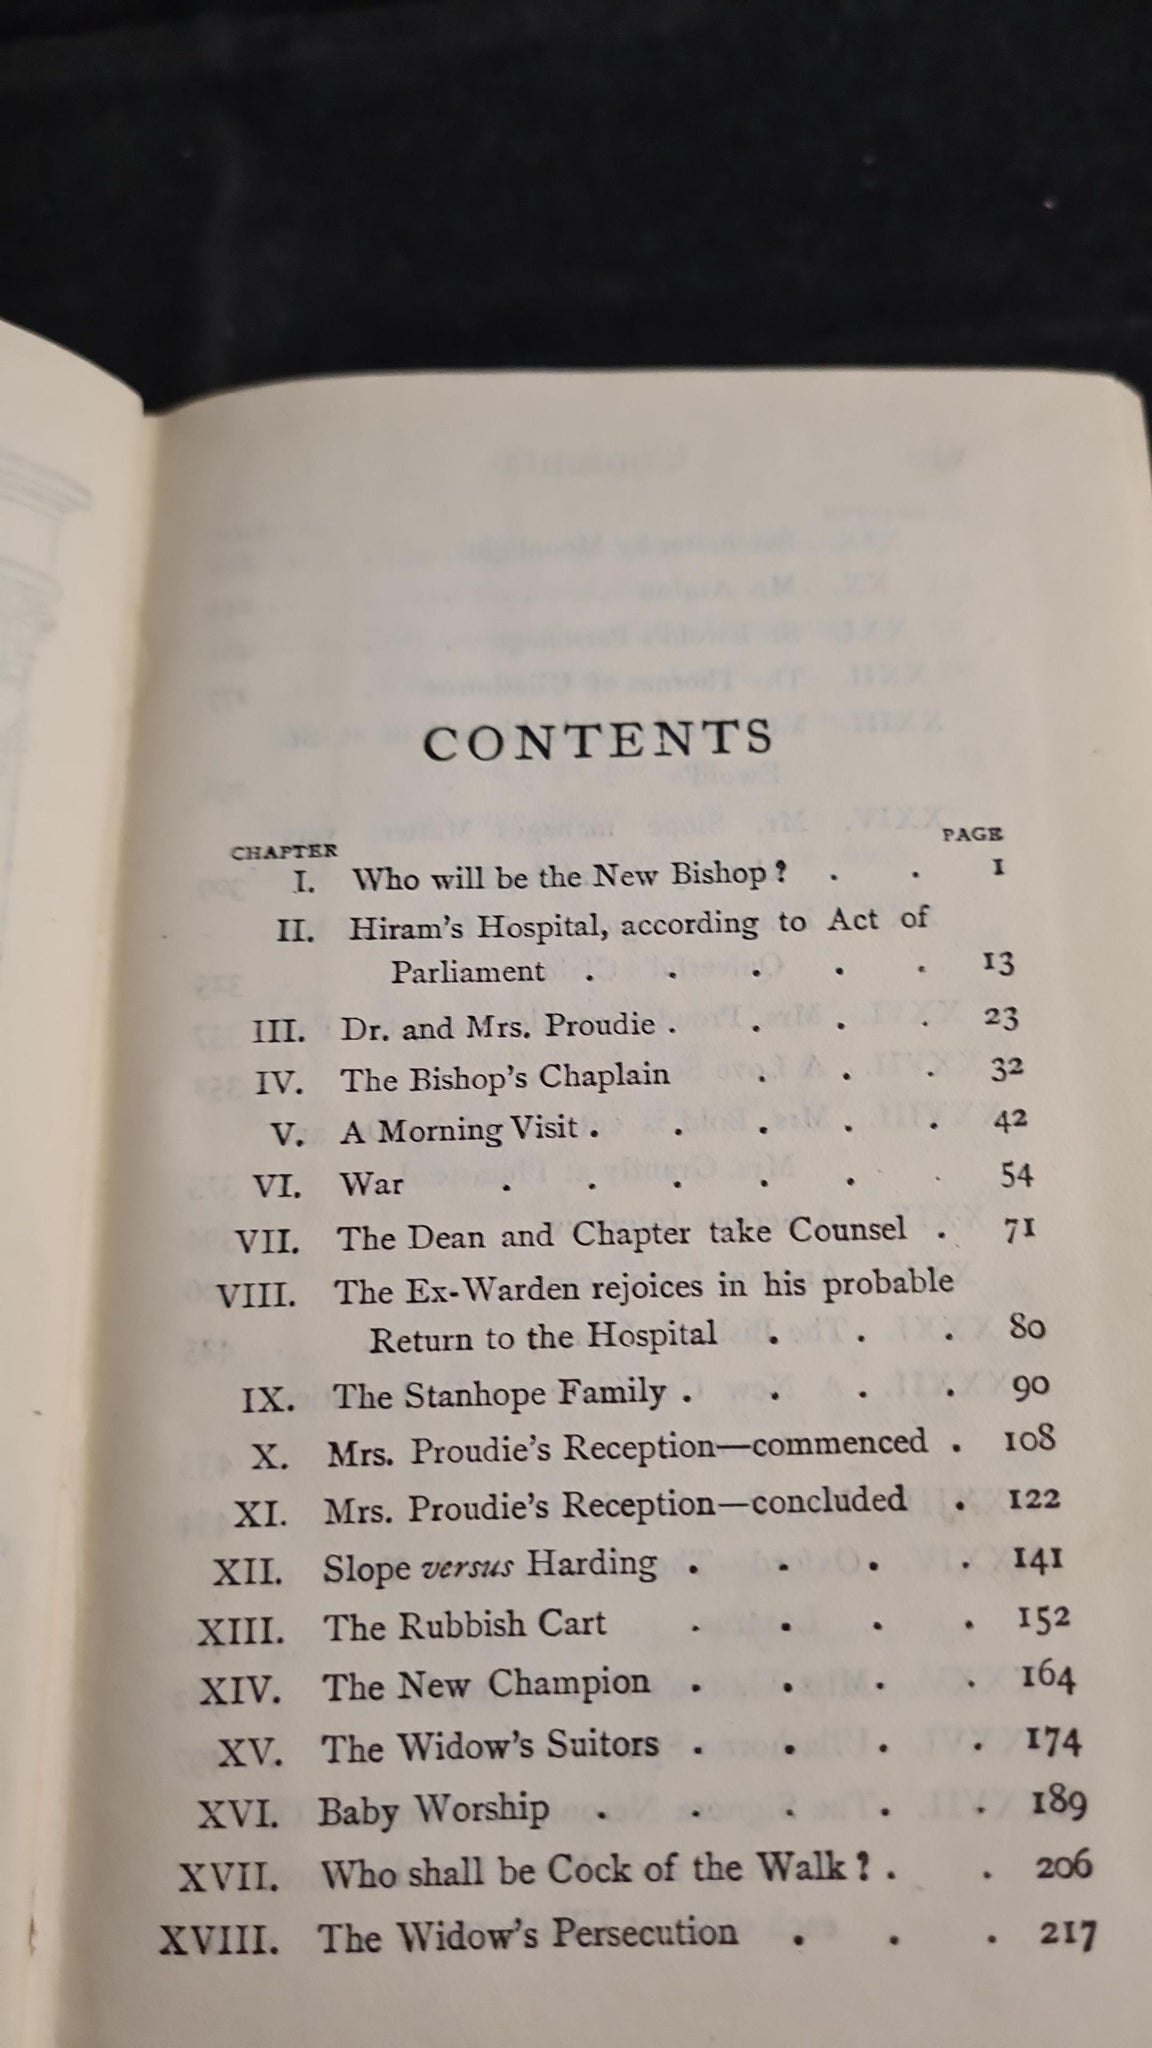 CONTENTS
CHAPTER PAGE
I. Who will be the New Bishop? . . 1
II. Hiram's Hospital, according to Act of
Parliament . . . . . 13
III. Dr. and Mrs. Proudie . . . . 23
IV. The Bishop's Chaplain . . . 32
V. A Morning Visit . . . . . 42
VI. War . . . . . . 54
VII. The Dean and Chapter take Counsel . 71
VIII. The Ex-Warden rejoices in his probable
Return to the Hospital . . . 80
IX. The Stanhope Family . . . . 90
X. Mrs. Proudie's Reception—commenced . 108
XI. Mrs. Proudie's Reception—concluded . 122
XII. Slope versus Harding . . . . 141
XIII. The Rubbish Cart . . . . 152
XIV. The New Champion . . . . 164
XV. The Widow's Suitors . . . . 174
XVI. Baby Worship . . . . . 189
XVII. Who shall be Cock of the Walk? . . 206
XVIII. The Widow's Persecution . . . 217